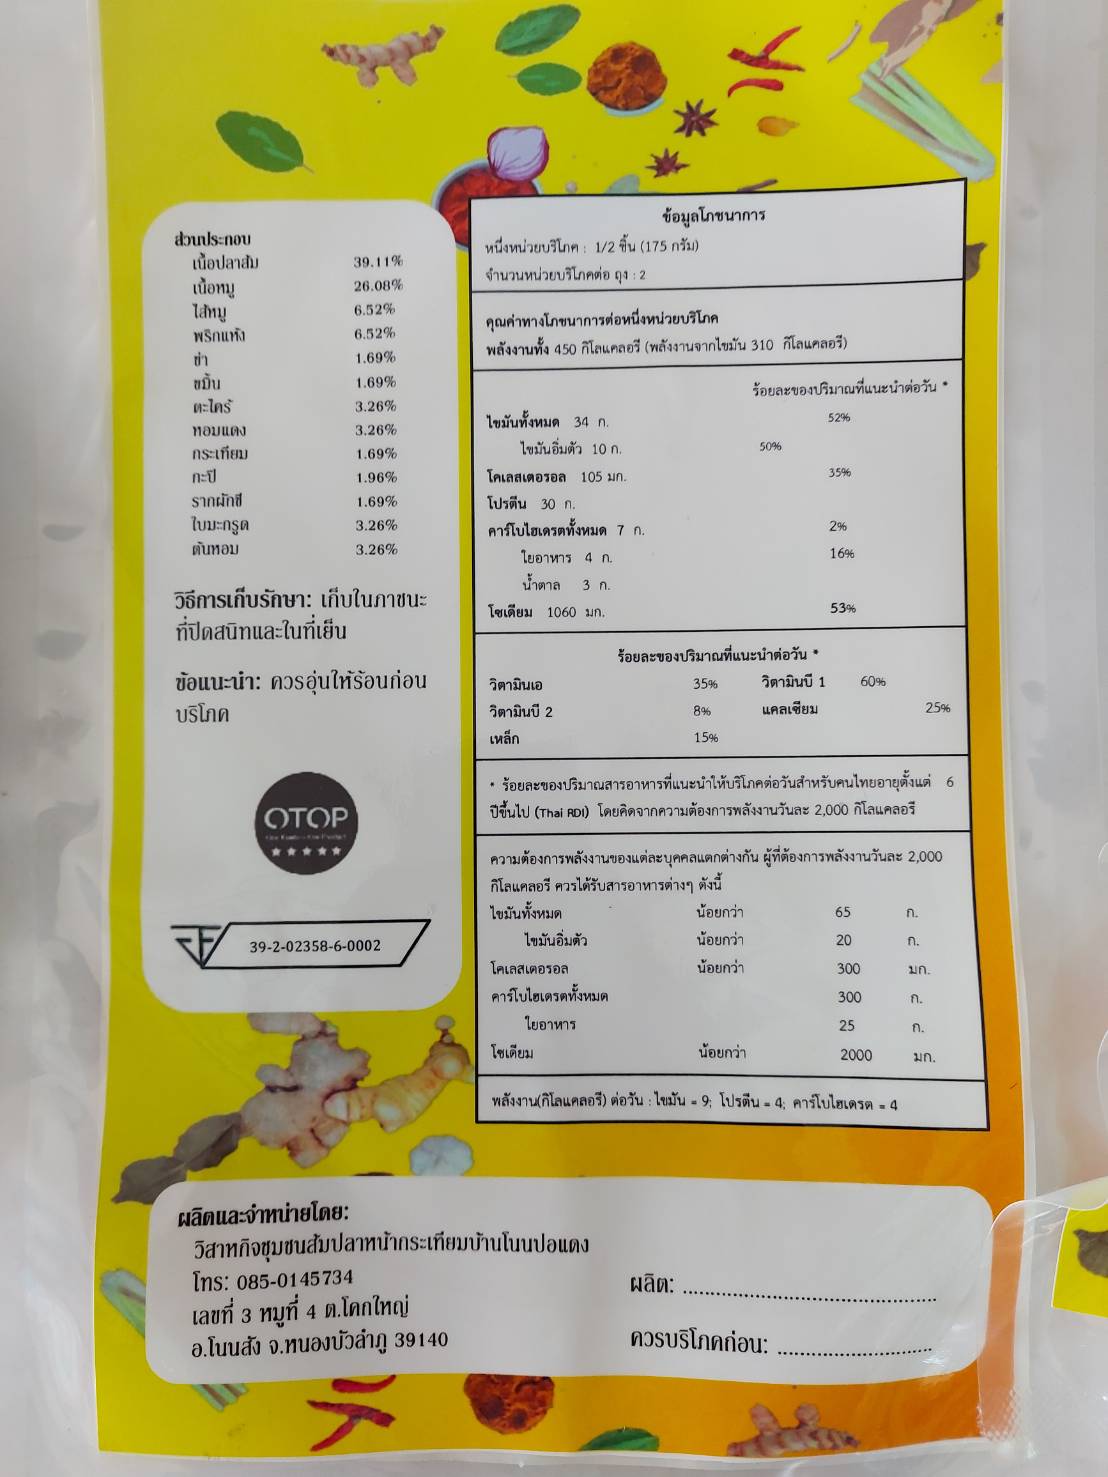 ส่วนประกอบ
เนื้อปลาส้ม 39.11%
เนื้อหมู 26.08%
ไส้หมู 6.52%
พริกแห้ง 6.52%
ข่า 1.69%
ขมิ้น 1.69%
ตะไคร้ 3.26%
หอมแดง 3.26%
กระเทียม 1.69%
กะปิ 1.96%
รากผักชี 1.69%
ใบมะกรูด 3.26%
ต้นหอม 3.26%
วิธีการเก็บรักษา: เก็บในภาชนะ
ที่ปิดสนิทและในที่เย็น
ข้อแนะนำ: ควรอุ่นให้ร้อนก่อน
บริโภค
OTOP
39-2-02358-6-0002
ข้อมูลโภชนาการ
หนึ่งหน่วยบริโภค : 1/2 ชิ้น (175 กรัม)
จำนวนหน่วยบริโภคต่อ ถุง : 2
คุณค่าทางโภชนาการต่อหนึ่งหน่วยบริโภค
พลังงานทั้ง 450 กิโลแคลอรี (พลังงานจากไขมัน 310 กิโลแคลอรี)
ร้อยละของปริมาณที่แนะนำต่อวัน *
ไขมันทั้งหมด 34 ก. 52%
ไขมันอิ่มตัว 10 ก. 50%
โคเลสเตอรอล 105 มก. 35%
โปรตีน 30 ก.
คาร์โบไฮเดรตทั้งหมด 7 ก. 2%
ใยอาหาร 4 ก. 16%
น้ำตาล 3 ก.
โซเดียม 1060 มก. 53%
ร้อยละของปริมาณที่แนะนำต่อวัน *
วิตามินเอ 35% วิตามินบี 1 60%
วิตามินบี 2 8% แคลเซียม 25%
เหล็ก 15%
* ร้อยละของปริมาณสารอาหารที่แนะนำให้บริโภคต่อวันสำหรับคนไทยอายุตั้งแต่ 6
ปีขึ้นไป (Thai RDI) โดยคิดจากความต้องการพลังงานวันละ 2,000 กิโลแคลอรี
ความต้องการพลังงานของแต่ละบุคคลแตกต่างกัน ผู้ที่ต้องการพลังงานวันละ 2,000
กิโลแคลอรี ควรได้รับสารอาหารต่างๆ ดังนี้
ไขมันทั้งหมด น้อยกว่า 65 ก.
ไขมันอิ่มตัว น้อยกว่า 20 ก.
โคเลสเตอรอล น้อยกว่า 300 มก.
คาร์โบไฮเดรตทั้งหมด 300 ก.
ใยอาหาร 25 ก.
โซเดียม น้อยกว่า 2000 มก.
พลังงาน(กิโลแคลอรี) ต่อวัน : ไขมัน = 9; โปรตีน = 4; คาร์โบไฮเดรต = 4
ผลิตและจำหน่ายโดย:
วิสาหกิจชุมชนส้มปลาหน้ากระเทียมบ้านโนนปอแดง
โทร: 085-0145734
เลขที่ 3 หมู่ที่ 4 ต.โคกใหญ่
อ.โนนสัง จ.หนองบัวลำภู 39140
ผลิต: ..........................................
ควรบริโภคก่อน: ...........................